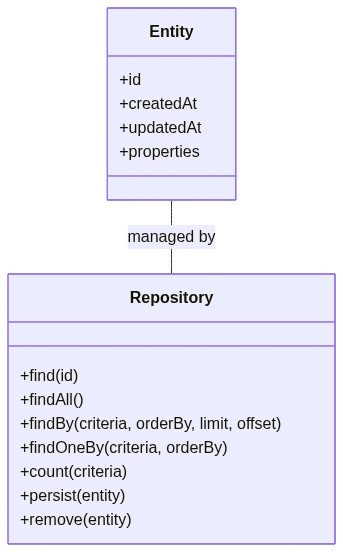 Entity
+id
+createdAt
+updatedAt
+properties
managed by
Repository
+find(id)
+findAll()
+findBy(criteria, orderBy, limit, offset)
+findOneBy(criteria, orderBy)
+count(criteria)
+persist(entity)
+remove(entity)